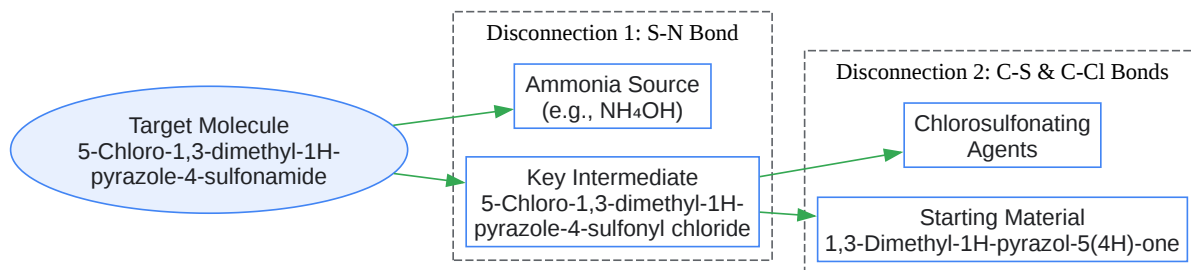 Target Molecule
5-Chloro-1,3-dimethyl-1H-
pyrazole-4-sulfonamide
Disconnection 1: S-N Bond
Ammonia Source
(e.g., NH₄OH)
Key Intermediate
5-Chloro-1,3-dimethyl-1H-
pyrazole-4-sulfonyl chloride
Disconnection 2: C-S & C-Cl Bonds
Chlorosulfonating
Agents
Starting Material
1,3-Dimethyl-1H-pyrazol-5(4H)-one